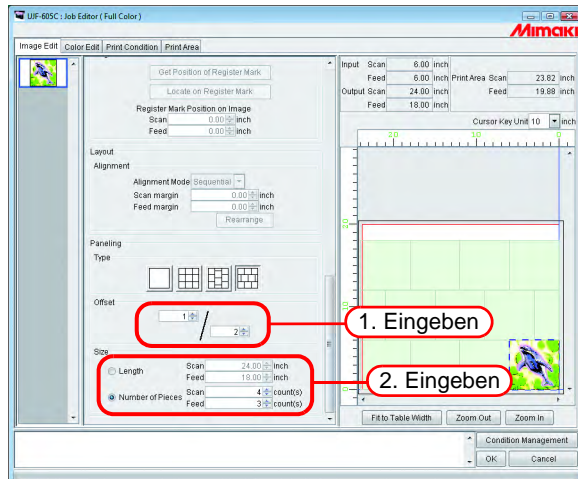 UJF-605C : Job Editor ( Full Color )
Mimaki
Image Edit Color Edit Print Condition Print Area
Get Position of Register Mark
Locate on Register Mark
Register Mark Position on Image
Scan 0.00 inch
Feed 0.00 inch
Layout
Alignment
Alignment Mode Sequential
Scan margin 0.00 inch
Feed margin 0.00 inch
Rearrange
Paneling
Type
Offset
1 / 2
Size
Length Scan 24.00 inch
Feed 18.00 inch
Number of Pieces Scan 4 count(s)
Feed 3 count(s)
Input Scan 6.00 inch
Feed 6.00 inch Print Area Scan 23.82 inch
Output Scan 24.00 inch Feed 19.88 inch
Feed 18.00 inch
Cursor Key Unit 10 inch
20 10 0
20
10
0
1. Eingeben
2. Eingeben
Fit to Table Width Zoom Out Zoom In
Condition Management
OK Cancel